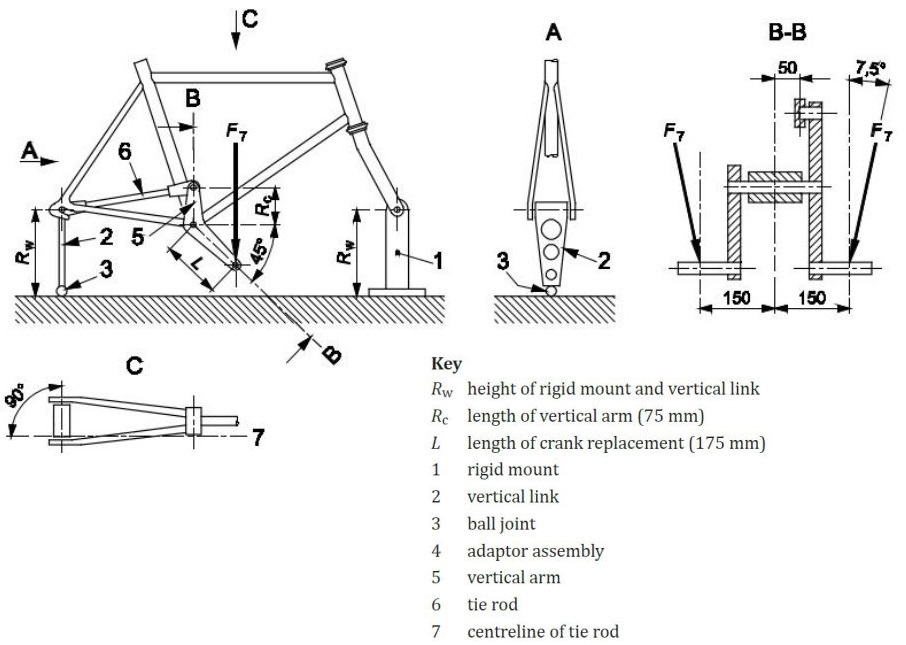 C
A
B-B
B
50
7,5°
F7
A
6
F7
F7
Rc
Rw
2
5
Rw
1
3
L
45°
3
2
150
150
B
C
90°
7
Key
Rw height of rigid mount and vertical link
Rc length of vertical arm (75 mm)
L length of crank replacement (175 mm)
1 rigid mount
2 vertical link
3 ball joint
4 adaptor assembly
5 vertical arm
6 tie rod
7 centreline of tie rod